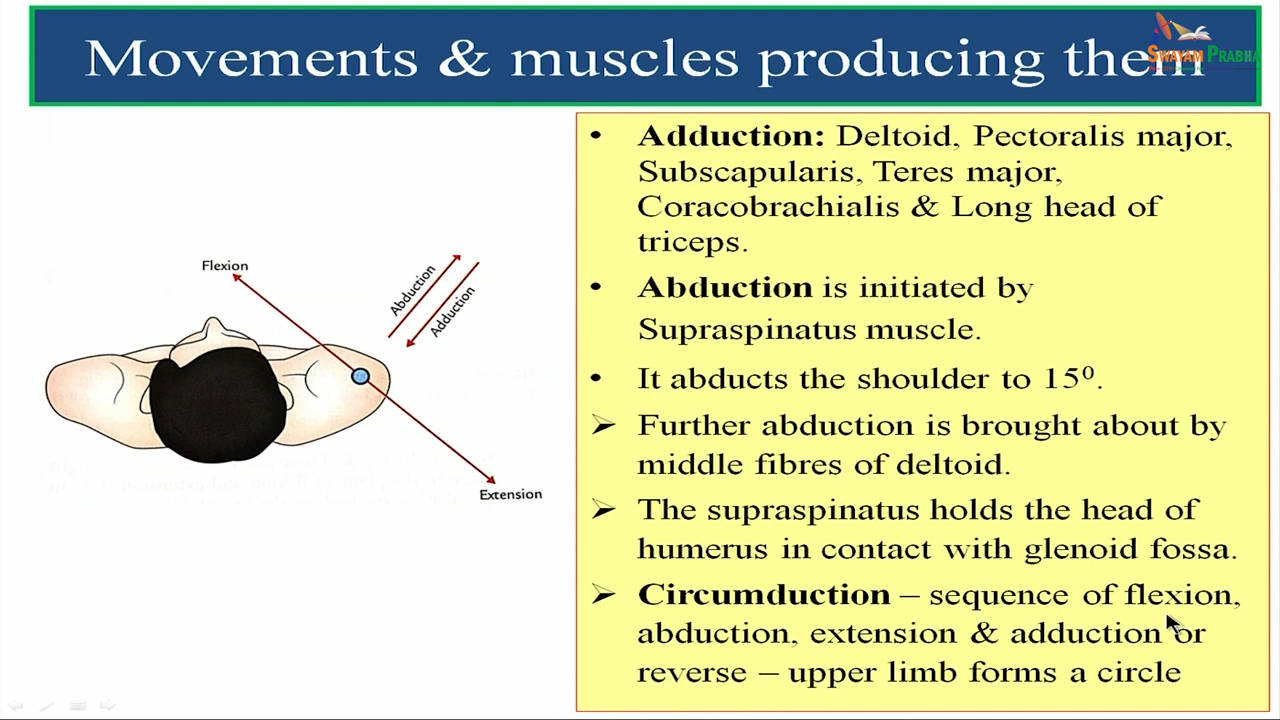 Movements & muscles producing them
SWAYAM PRABHA
• Adduction: Deltoid, Pectoralis major,
Subscapularis, Teres major,
Coracobrachialis & Long head of
triceps.
• Abduction is initiated by
Supraspinatus muscle.
• It abducts the shoulder to 15⁰.
➢ Further abduction is brought about by
middle fibres of deltoid.
➢ The supraspinatus holds the head of
humerus in contact with glenoid fossa.
➢ Circumduction – sequence of flexion,
abduction, extension & adduction or
reverse – upper limb forms a circle
Flexion
Abduction
Adduction
Extension